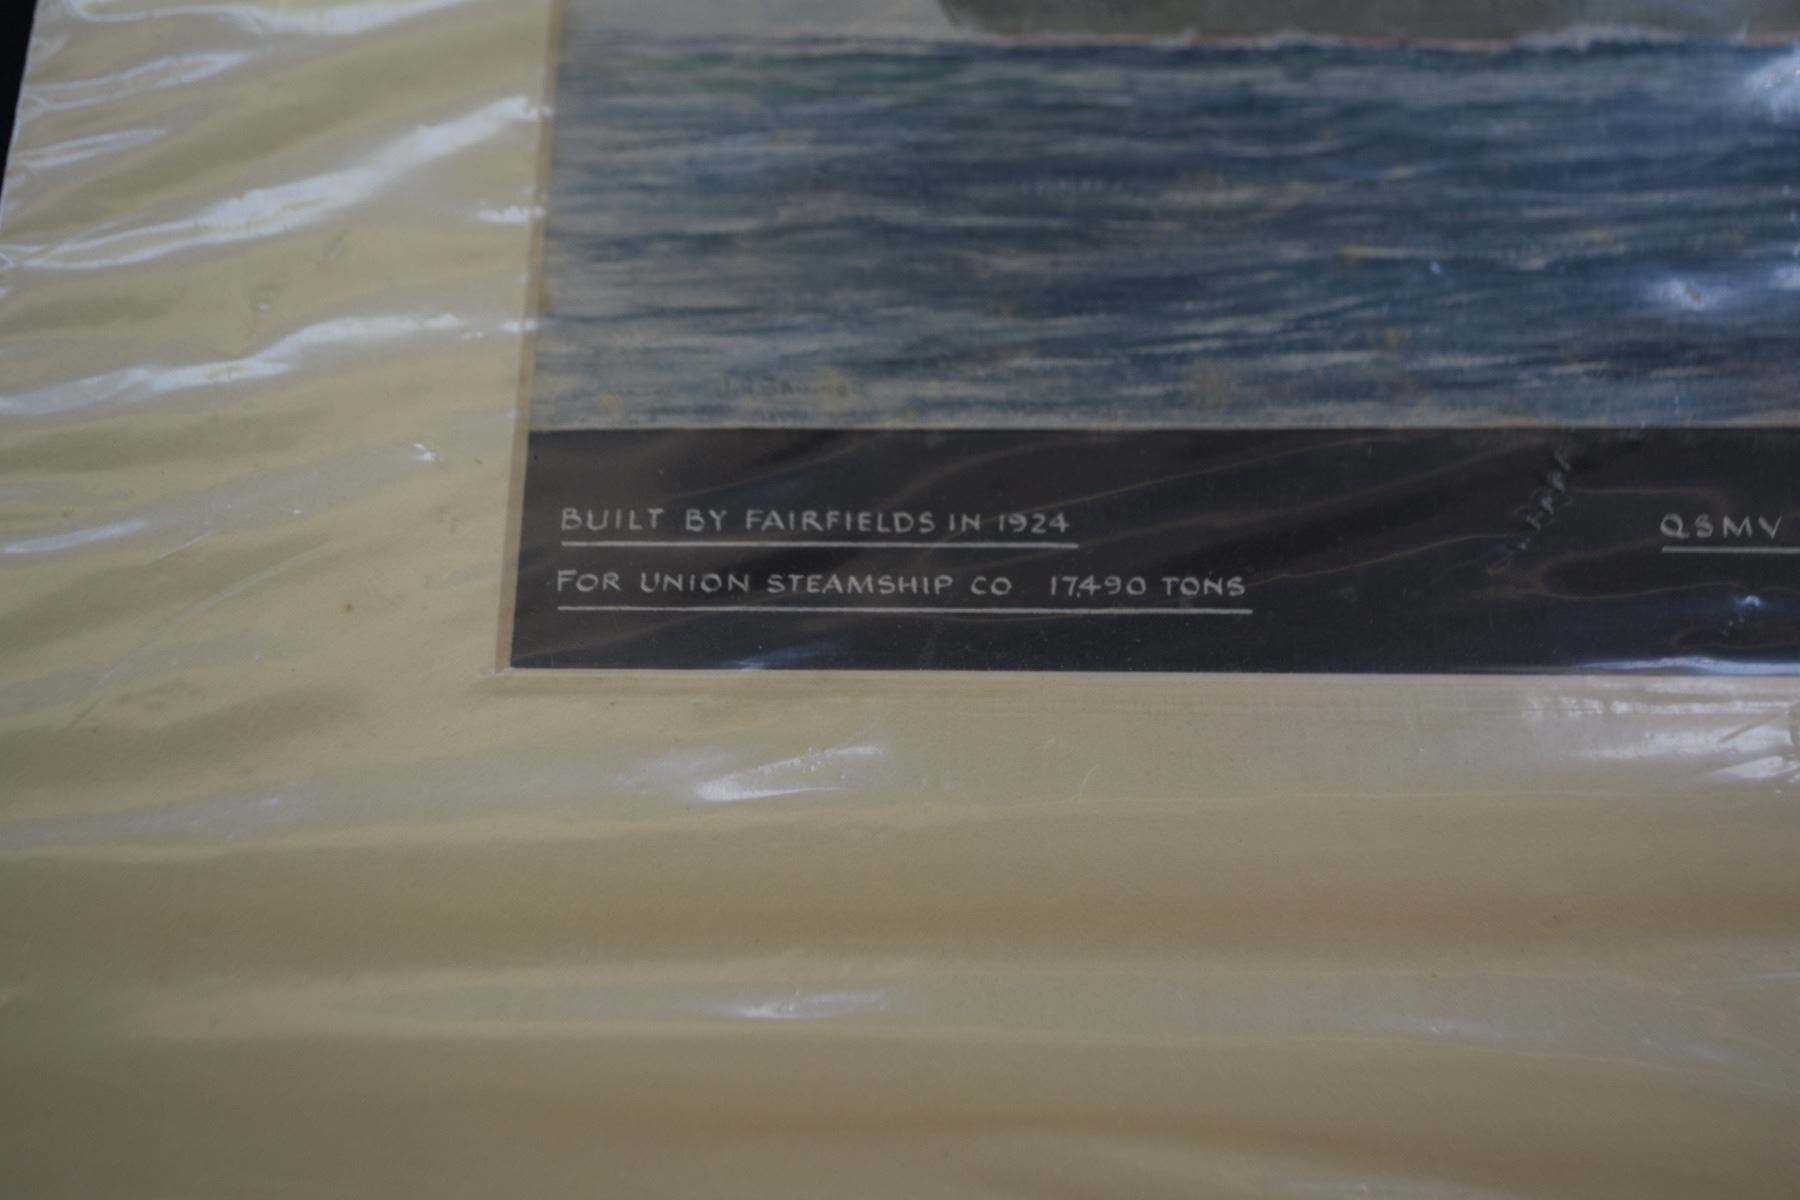 BUILT BY FAIRFIELDS IN 1924
QSMV
FOR UNION STEAMSHIP CO 17,490 TONS